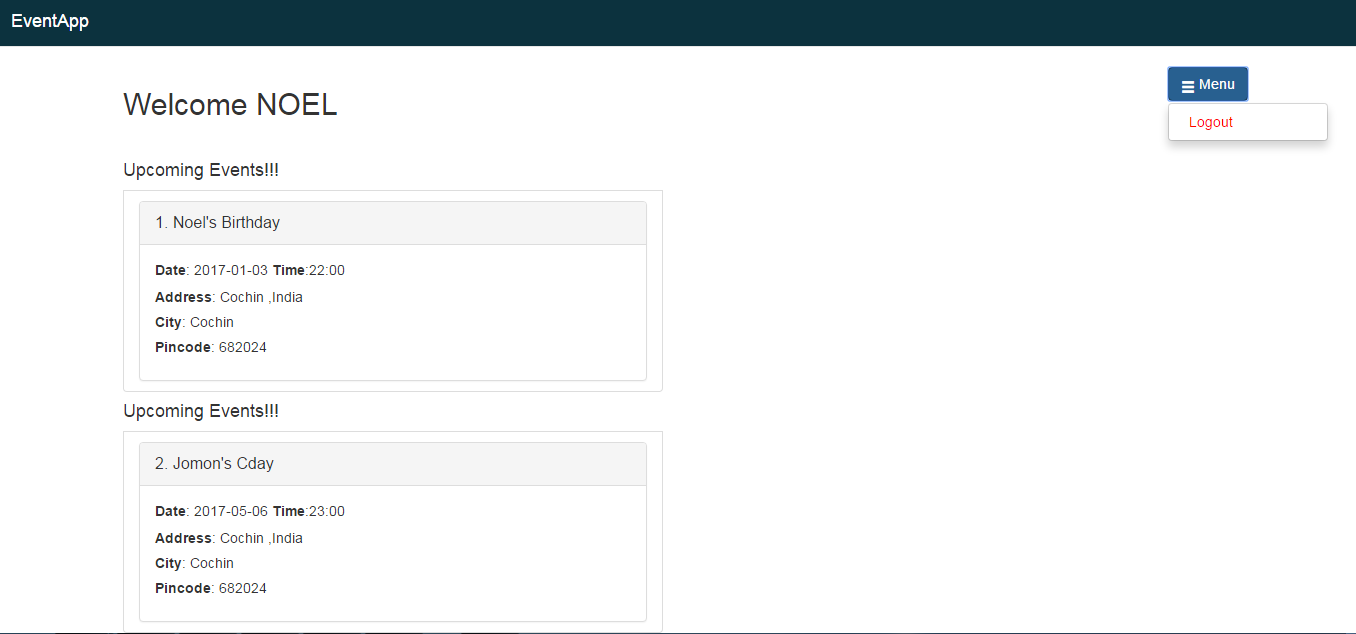 EventApp
Menu
Logout
Welcome NOEL
Upcoming Events!!!
1. Noel's Birthday
Date: 2017-01-03 Time:22:00
Address: Cochin ,India
City: Cochin
Pincode: 682024
Upcoming Events!!!
2. Jomon's Cday
Date: 2017-05-06 Time:23:00
Address: Cochin ,India
City: Cochin
Pincode: 682024